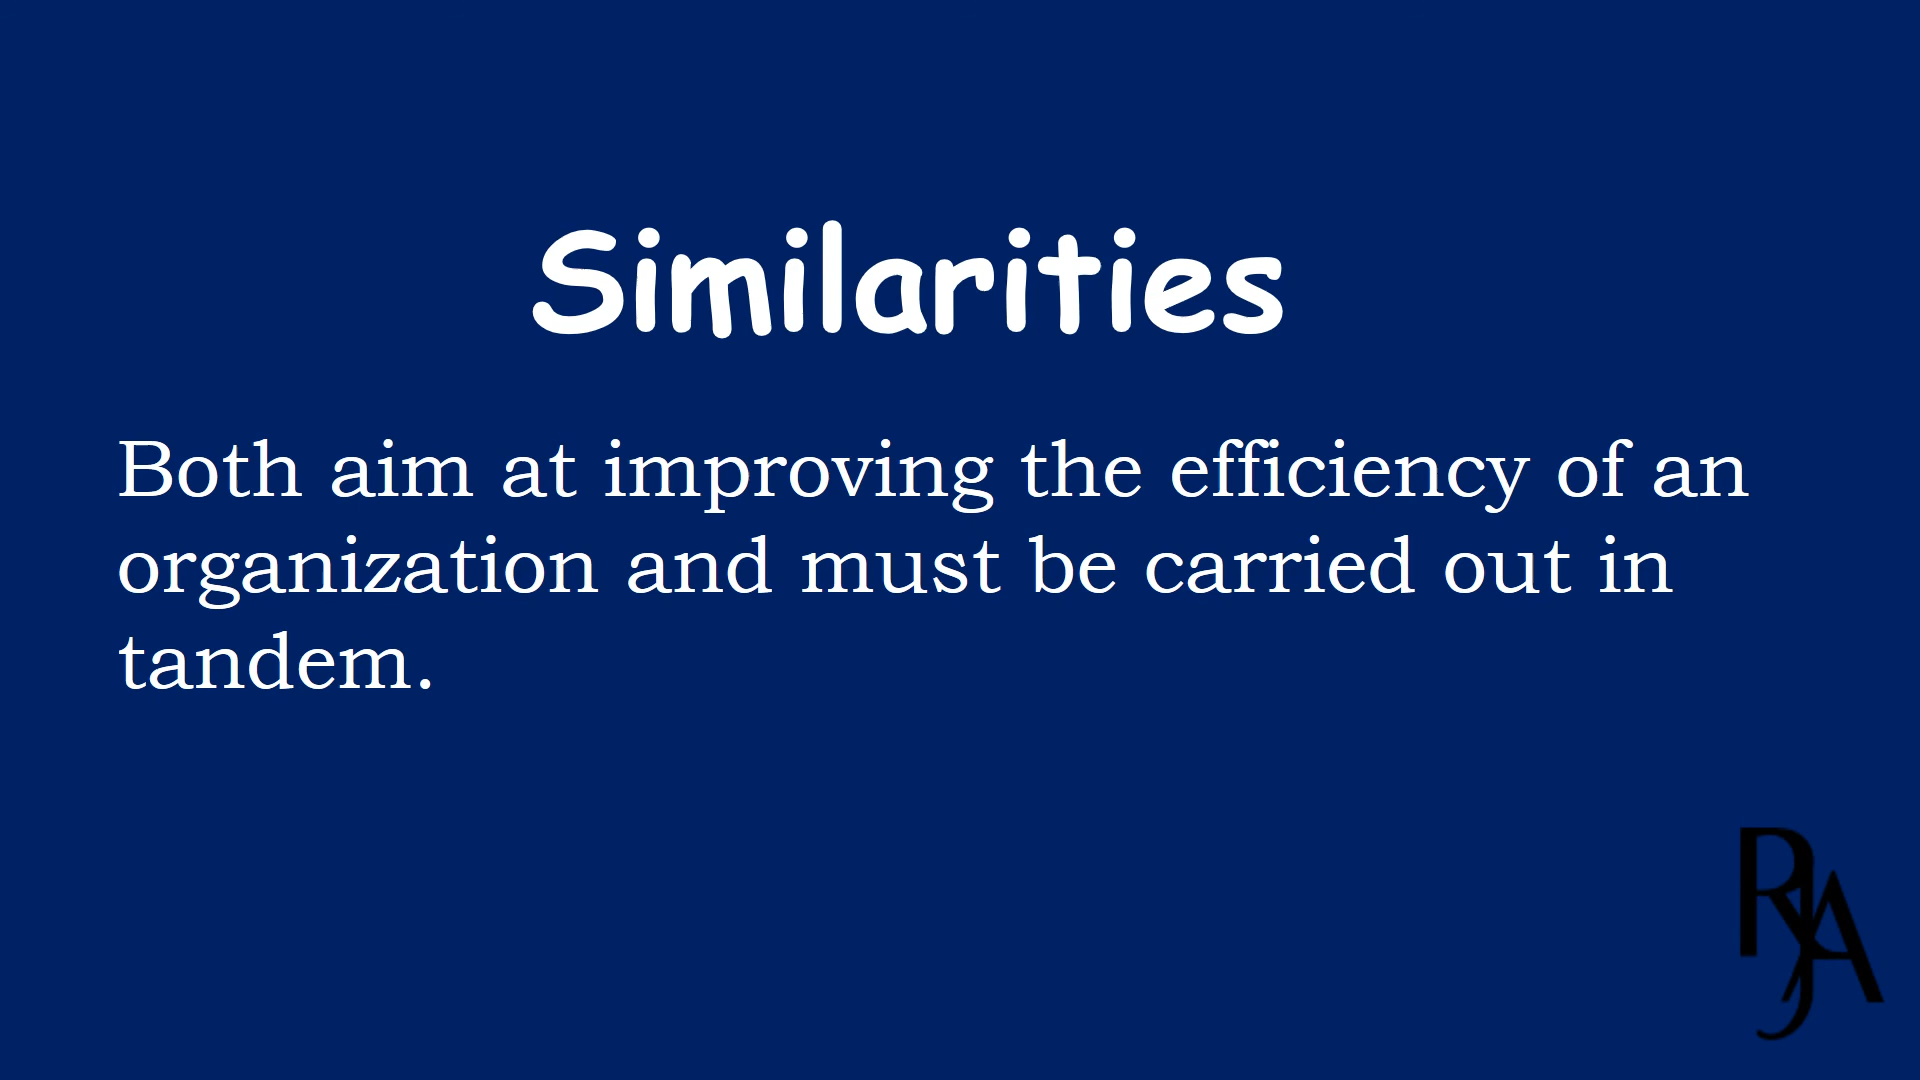 Similarities
Both aim at improving the efficiency of an
organization and must be carried out in
tandem.
RJA